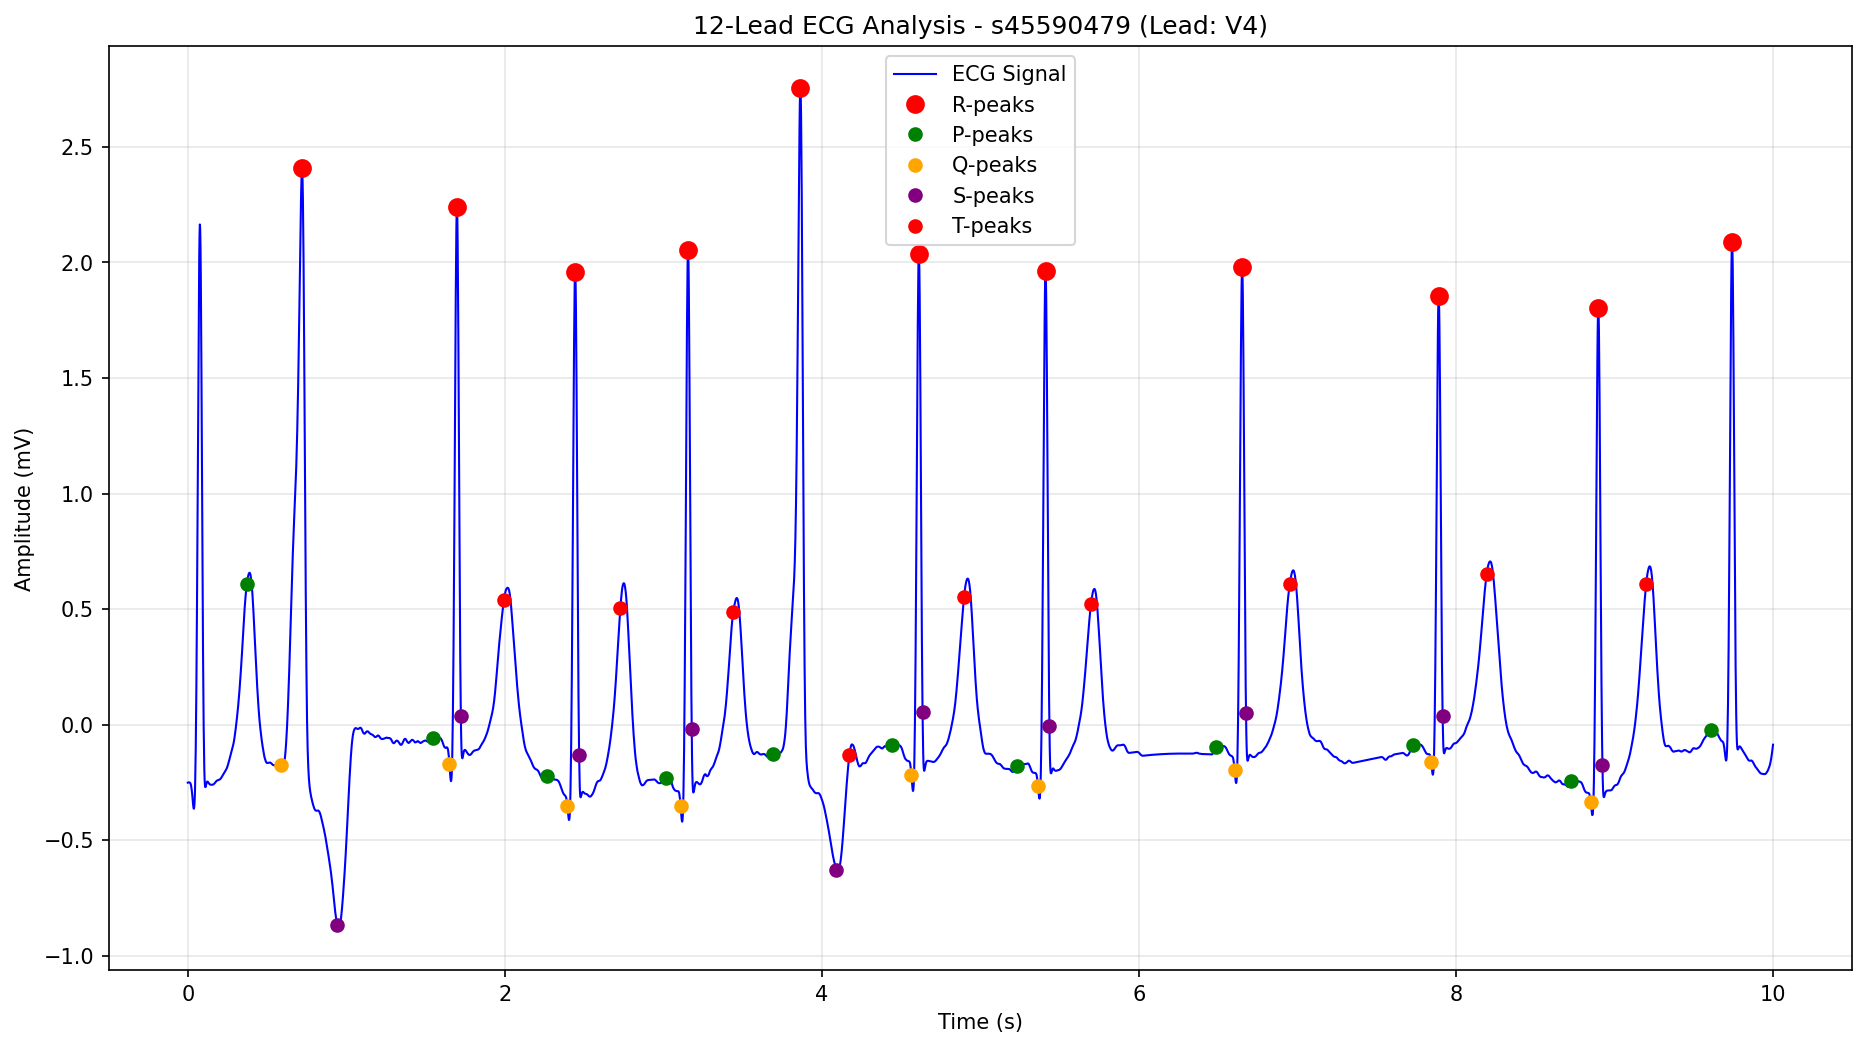 12-Lead ECG Analysis - s45590479 (Lead: V4)
ECG Signal
R-peaks
P-peaks
Q-peaks
S-peaks
T-peaks
Amplitude (mV)
2.5
2.0
1.5
1.0
0.5
0.0
−0.5
−1.0
0 2 4 6 8 10
Time (s)